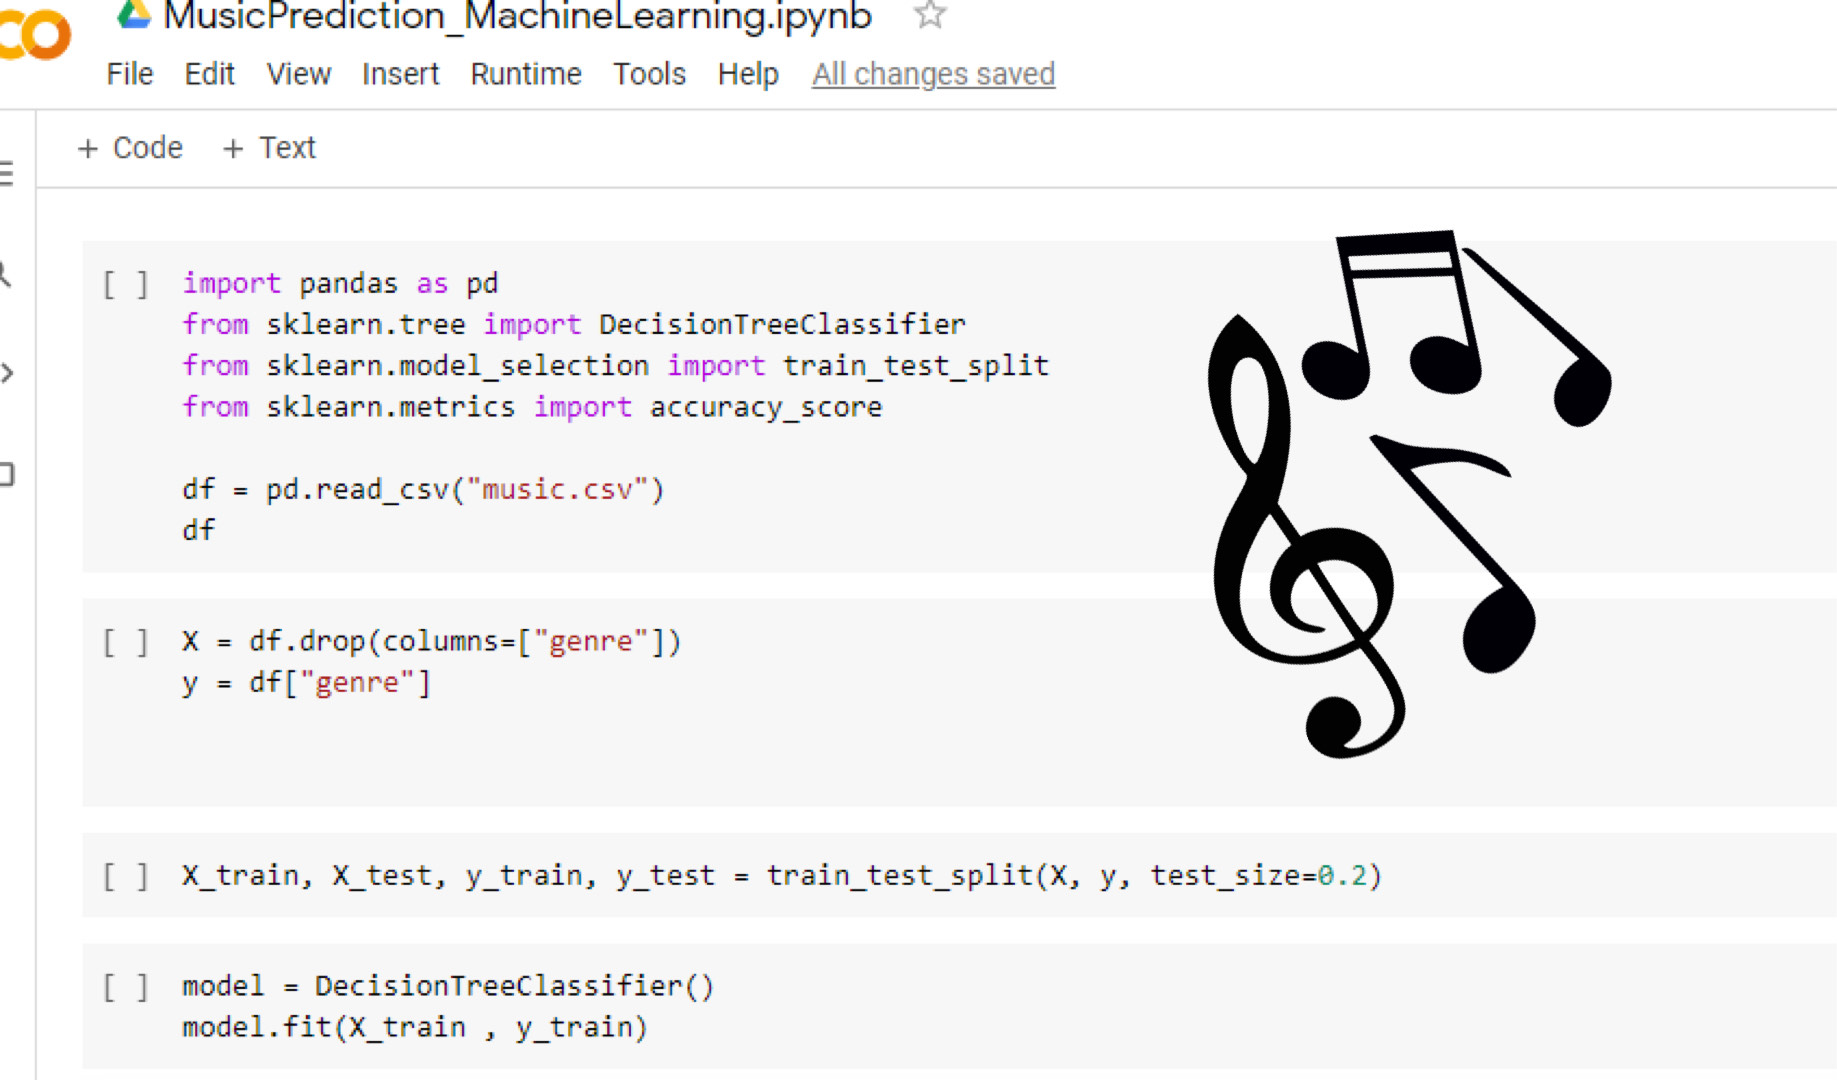 MusicPrediction_MachineLearning.ipynb
File Edit View Insert Runtime Tools Help All changes saved
+ Code + Text
[ ] import pandas as pd
from sklearn.tree import DecisionTreeClassifier
from sklearn.model_selection import train_test_split
from sklearn.metrics import accuracy_score
df = pd.read_csv("music.csv")
df
[ ] X = df.drop(columns=["genre"])
y = df["genre"]
[ ] X_train, X_test, y_train, y_test = train_test_split(X, y, test_size=0.2)
[ ] model = DecisionTreeClassifier()
model.fit(X_train , y_train)